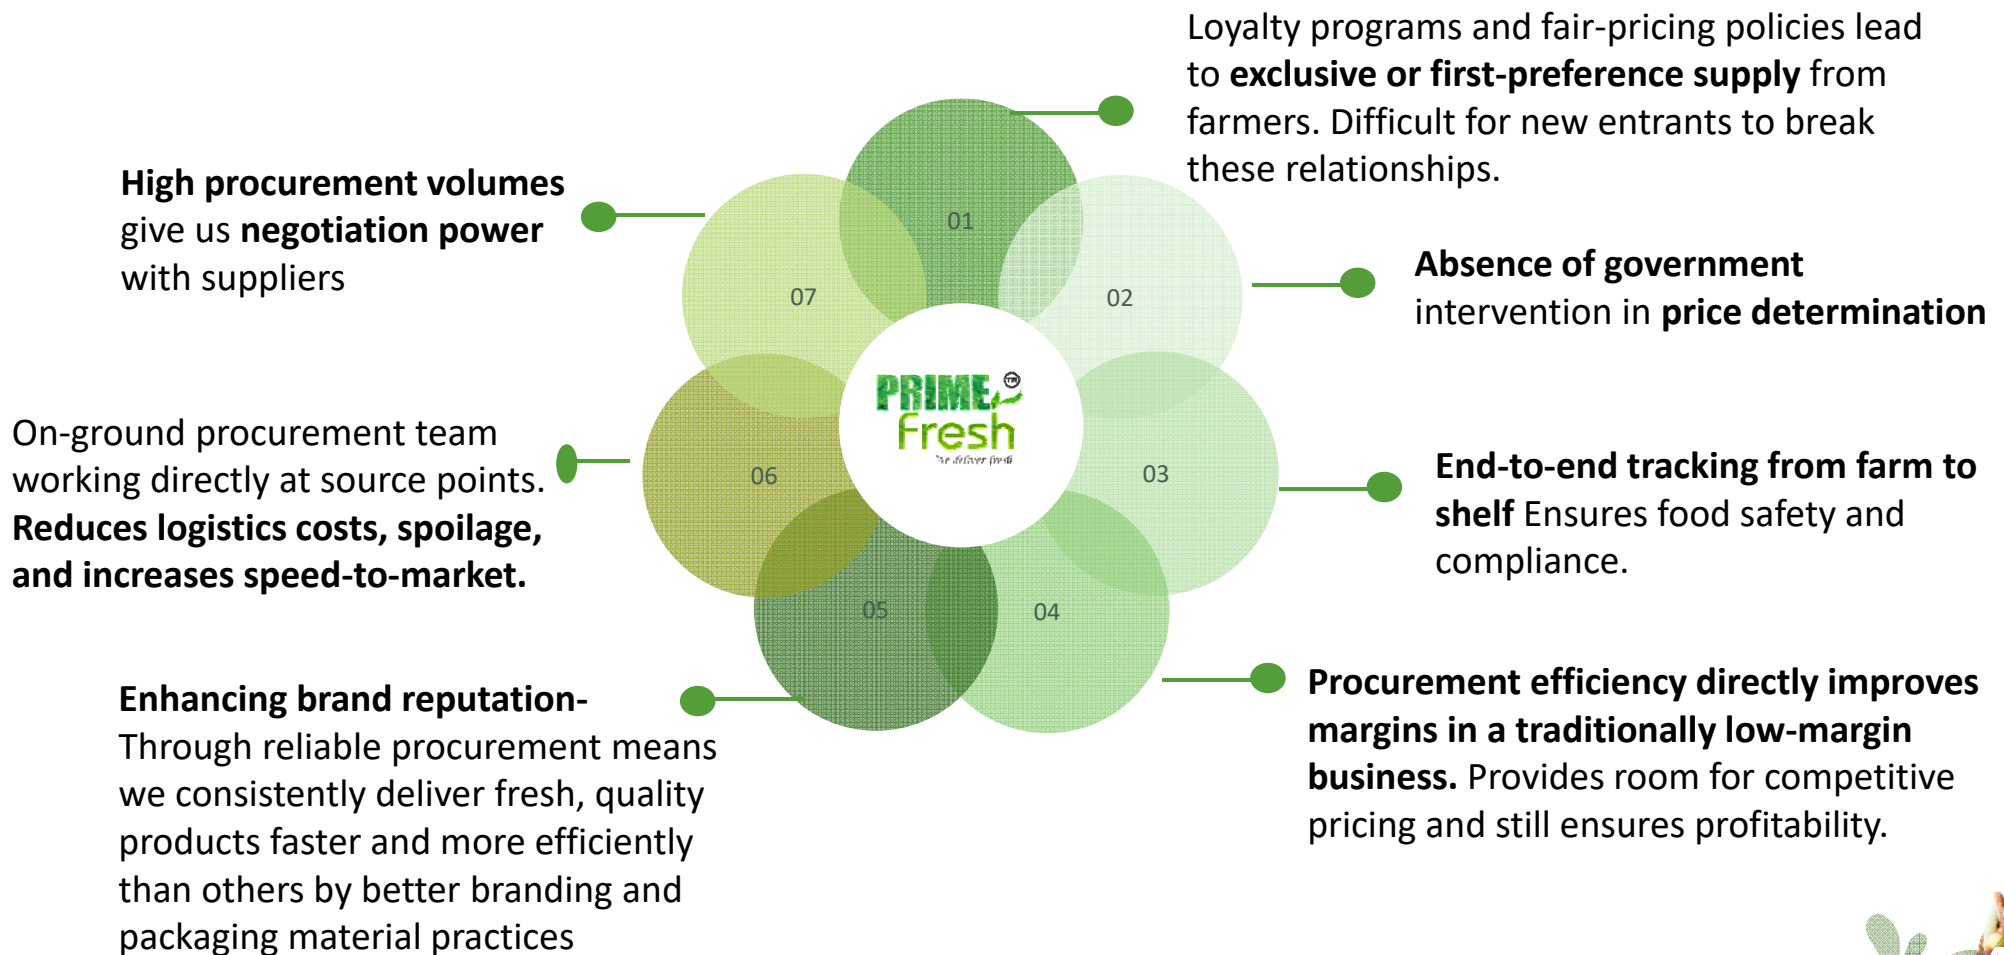 Loyalty programs and fair-pricing policies lead
to exclusive or first-preference supply from
farmers. Difficult for new entrants to break
these relationships.
High procurement volumes
give us negotiation power
with suppliers
01
07
02
Absence of government
intervention in price determination
PRIME
TM
Fresh
We deliver fresh
On-ground procurement team
working directly at source points.
Reduces logistics costs, spoilage,
and increases speed-to-market.
06
03
End-to-end tracking from farm to
shelf Ensures food safety and
compliance.
05
04
Enhancing brand reputation-
Through reliable procurement means
we consistently deliver fresh, quality
products faster and more efficiently
than others by better branding and
packaging material practices
Procurement efficiency directly improves
margins in a traditionally low-margin
business. Provides room for competitive
pricing and still ensures profitability.